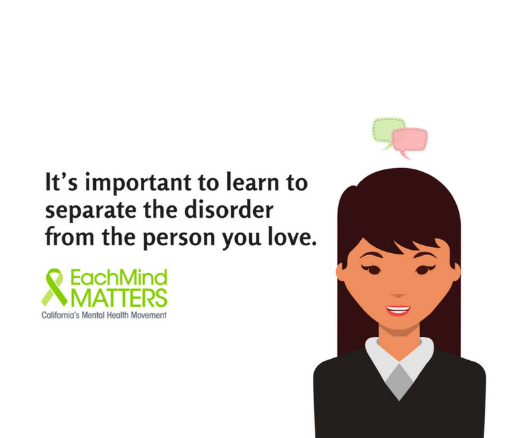 It's important to learn to
separate the disorder
from the person you love.
EachMind
MATTERS
California's Mental Health Movement